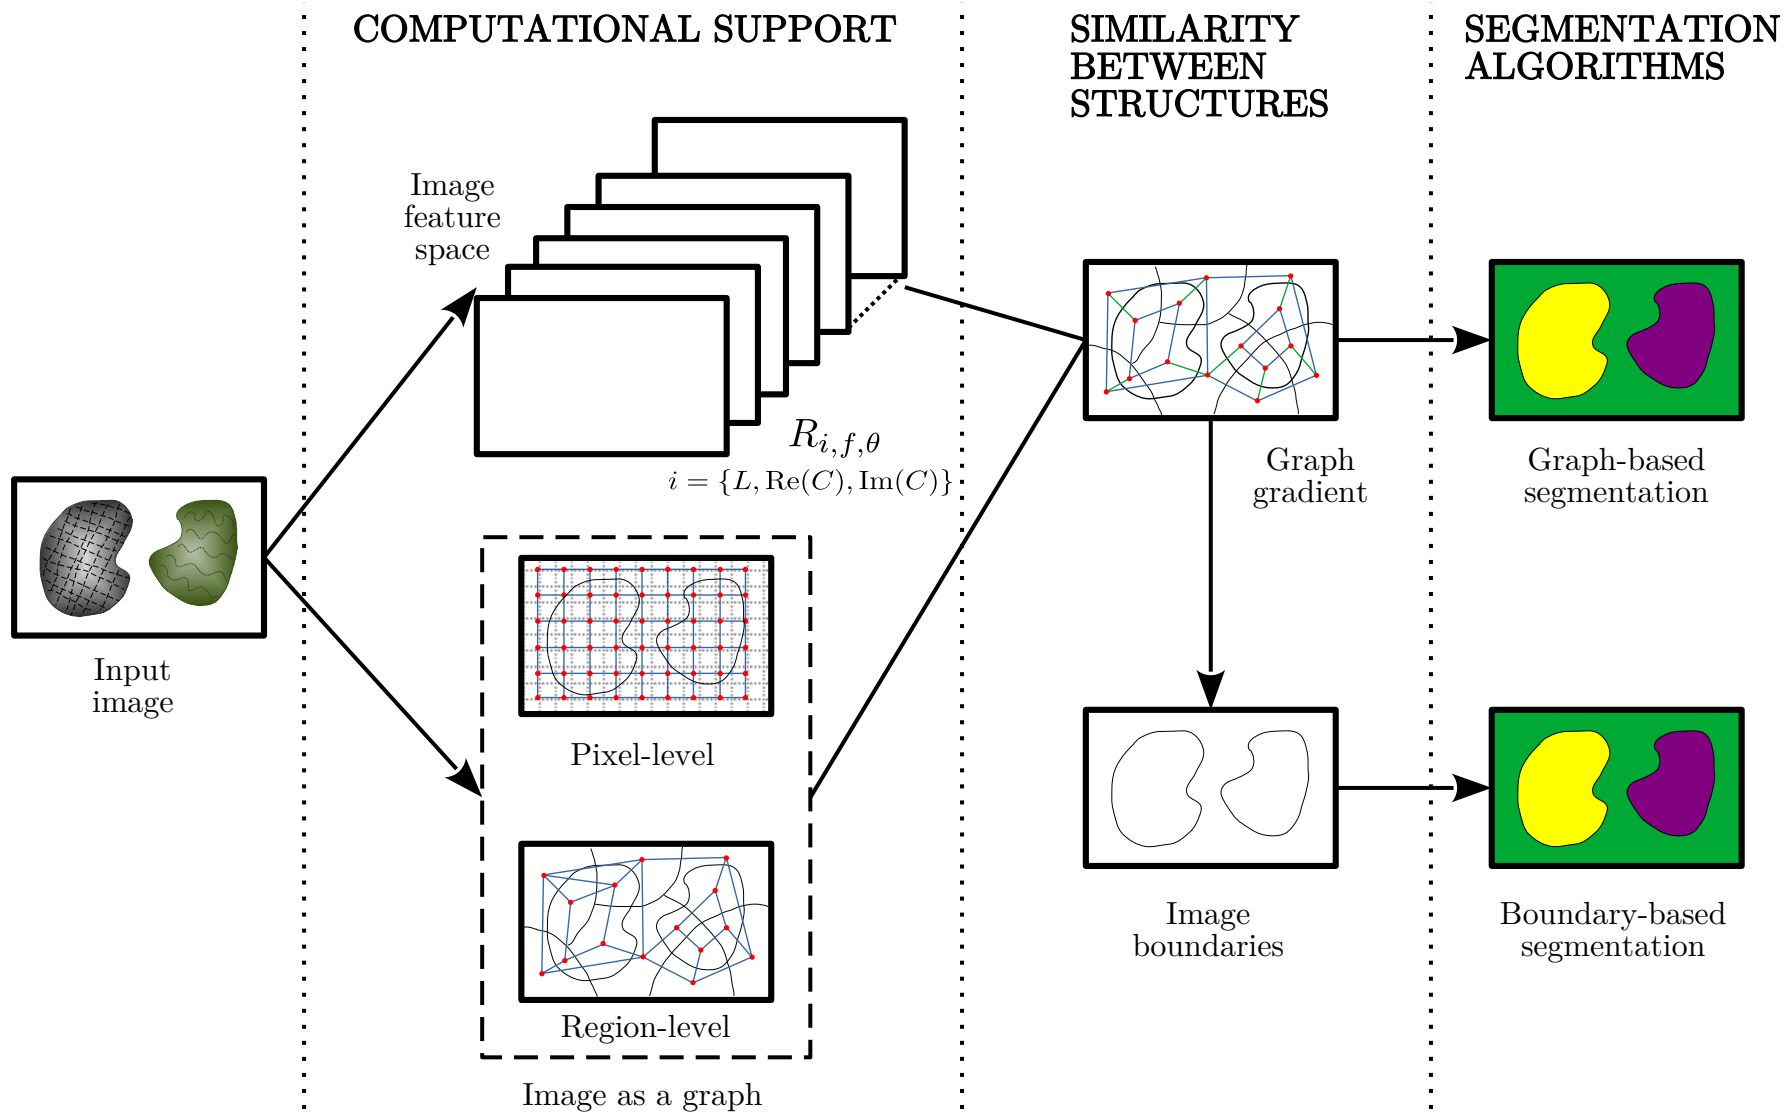 COMPUTATIONAL SUPPORT
SIMILARITY
BETWEEN
STRUCTURES
SEGMENTATION
ALGORITHMS
Image
feature
space
R_{i,f,θ}
i = {L, Re(C), Im(C)}
Input
image
Pixel-level
Region-level
Image as a graph
Graph
gradient
Image
boundaries
Graph-based
segmentation
Boundary-based
segmentation